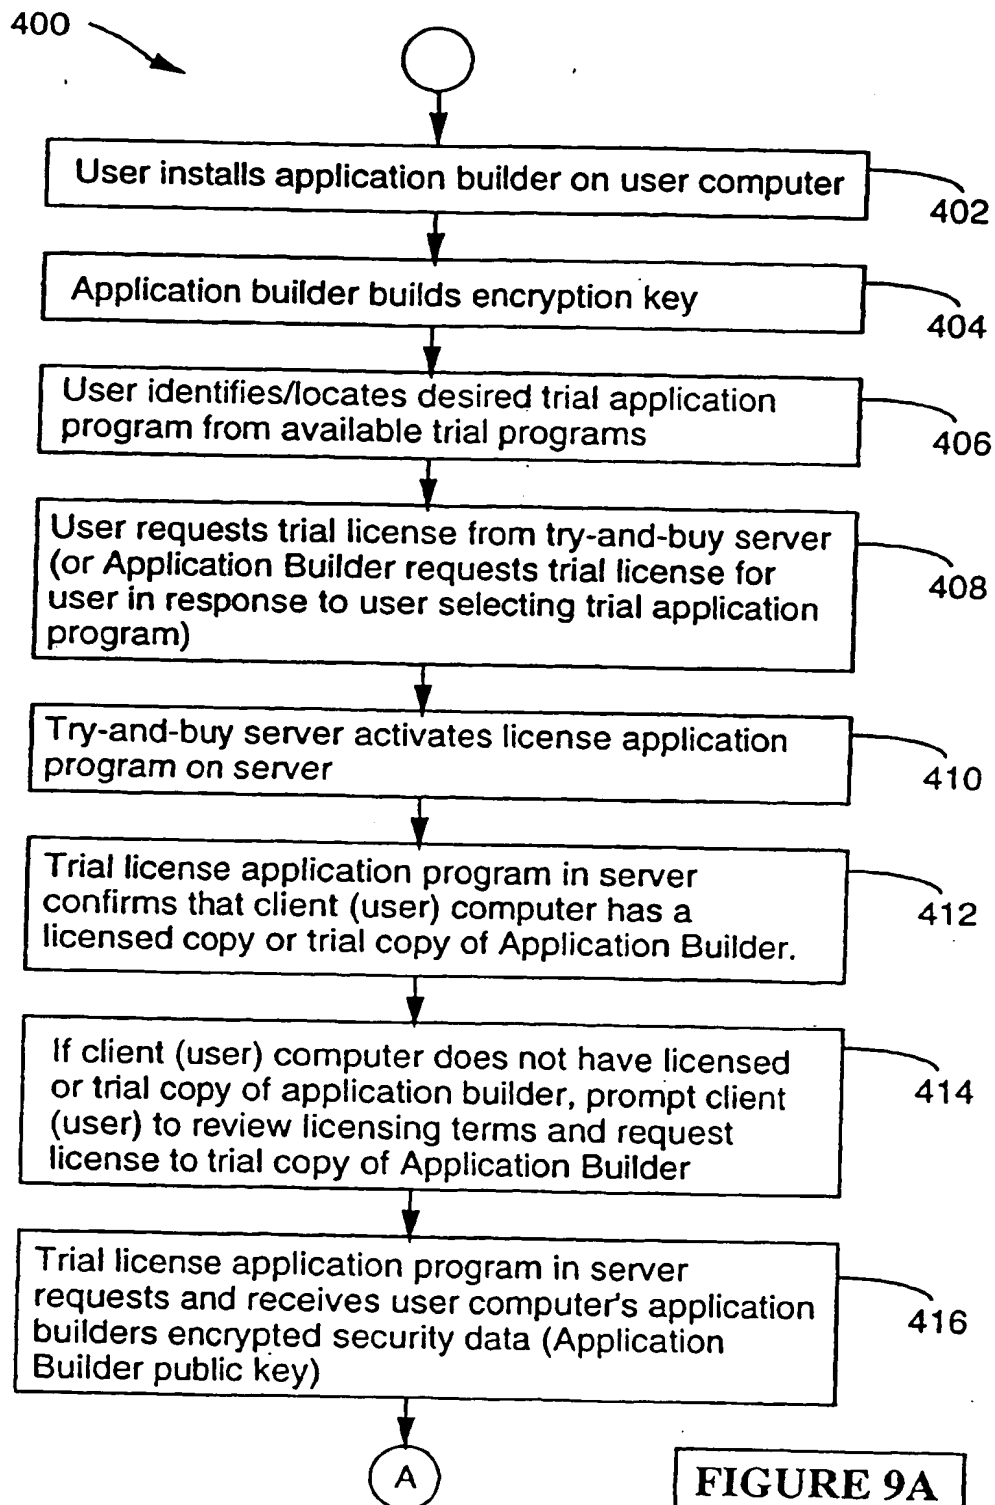 400
User installs application builder on user computer
402
Application builder builds encryption key
404
User identifies/locates desired trial application
program from available trial programs
406
User requests trial license from try-and-buy server
(or Application Builder requests trial license for
user in response to user selecting trial application
program)
408
Try-and-buy server activates license application
program on server
410
Trial license application program in server
confirms that client (user) computer has a
licensed copy or trial copy of Application Builder.
412
If client (user) computer does not have licensed
or trial copy of application builder, prompt client
(user) to review licensing terms and request
license to trial copy of Application Builder
414
Trial license application program in server
requests and receives user computer's application
builders encrypted security data (Application
Builder public key)
416
A
FIGURE 9A